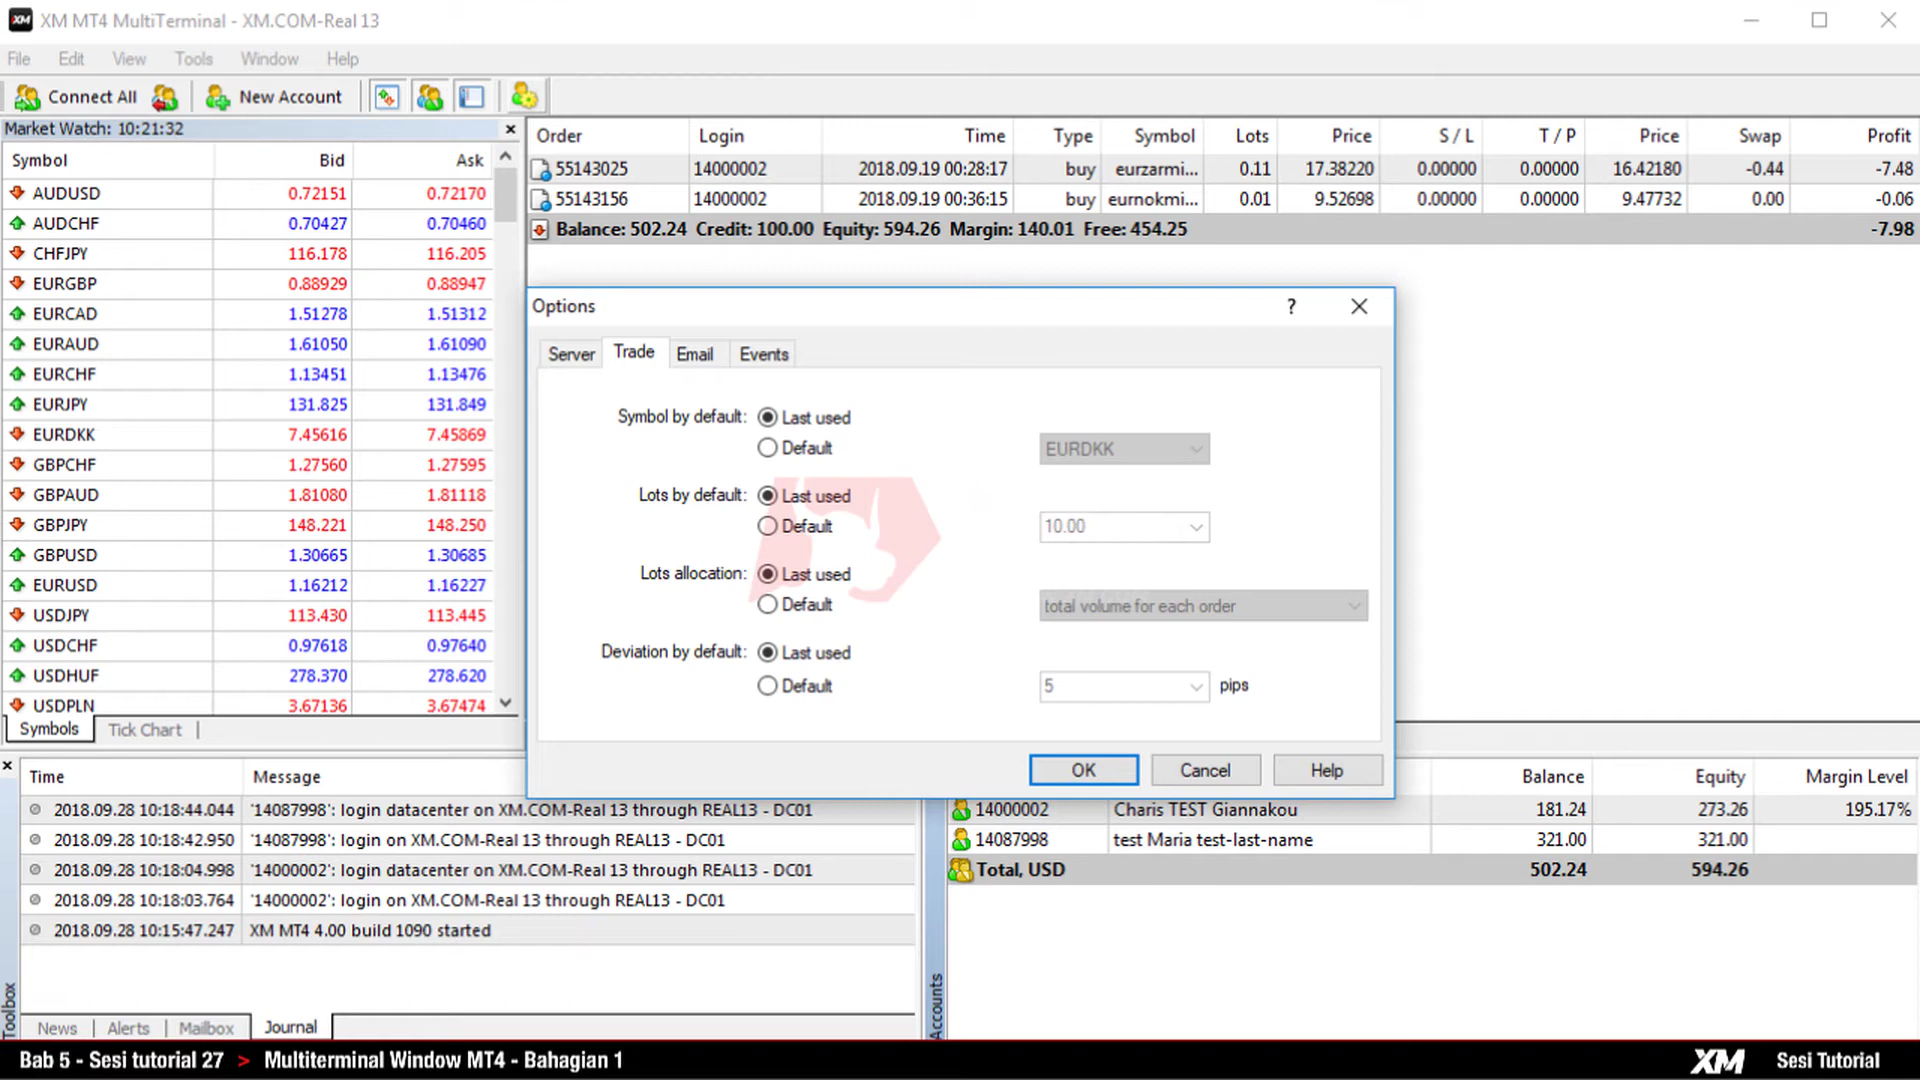 XM MT4 MultiTerminal - XM.COM-Real 13
File Edit View Tools Window Help
Connect All New Account
Market Watch: 10:21:32
Symbol Bid Ask
AUDUSD 0.72151 0.72170
AUDCHF 0.70427 0.70460
CHFJPY 116.178 116.205
EURGBP 0.88929 0.88947
EURCAD 1.51278 1.51312
EURAUD 1.61050 1.61090
EURCHF 1.13451 1.13476
EURJPY 131.825 131.849
EURDKK 7.45616 7.45869
GBPCHF 1.27560 1.27595
GBPAUD 1.81080 1.81118
GBPJPY 148.221 148.250
GBPUSD 1.30665 1.30685
EURUSD 1.16212 1.16227
USDJPY 113.430 113.445
USDCHF 0.97618 0.97640
USDHUF 278.370 278.620
USDPLN 3.67136 3.67474
Symbols Tick Chart
Order Login Time Type Symbol Lots Price S / L T / P Price Swap Profit
55143025 14000002 2018.09.19 00:28:17 buy eurzarmi... 0.11 17.38220 0.00000 0.00000 16.42180 -0.44 -7.48
55143156 14000002 2018.09.19 00:36:15 buy eurnokmi... 0.01 9.52698 0.00000 0.00000 9.47732 0.00 -0.06
Balance: 502.24 Credit: 100.00 Equity: 594.26 Margin: 140.01 Free: 454.25 -7.98
Options ?
Server Trade Email Events
Symbol by default: Last used
Default EURDKK
Lots by default: Last used
Default 10.00
Lots allocation: Last used
Default total volume for each order
Deviation by default: Last used
Default 5 pips
OK Cancel Help
Time Message
2018.09.28 10:18:44.044 '14087998': login datacenter on XM.COM-Real 13 through REAL13 - DC01
2018.09.28 10:18:42.950 '14087998': login on XM.COM-Real 13 through REAL13 - DC01
2018.09.28 10:18:04.998 '14000002': login datacenter on XM.COM-Real 13 through REAL13 - DC01
2018.09.28 10:18:03.764 '14000002': login on XM.COM-Real 13 through REAL13 - DC01
2018.09.28 10:15:47.247 XM MT4 4.00 build 1090 started
Toolbox
News Alerts Mailbox Journal
Balance Equity Margin Level
14000002 Charis TEST Giannakou 181.24 273.26 195.17%
14087998 test Maria test-last-name 321.00 321.00
Total, USD 502.24 594.26
Accounts
Bab 5 - Sesi tutorial 27 > Multiterminal Window MT4 - Bahagian 1
XM Sesi Tutorial